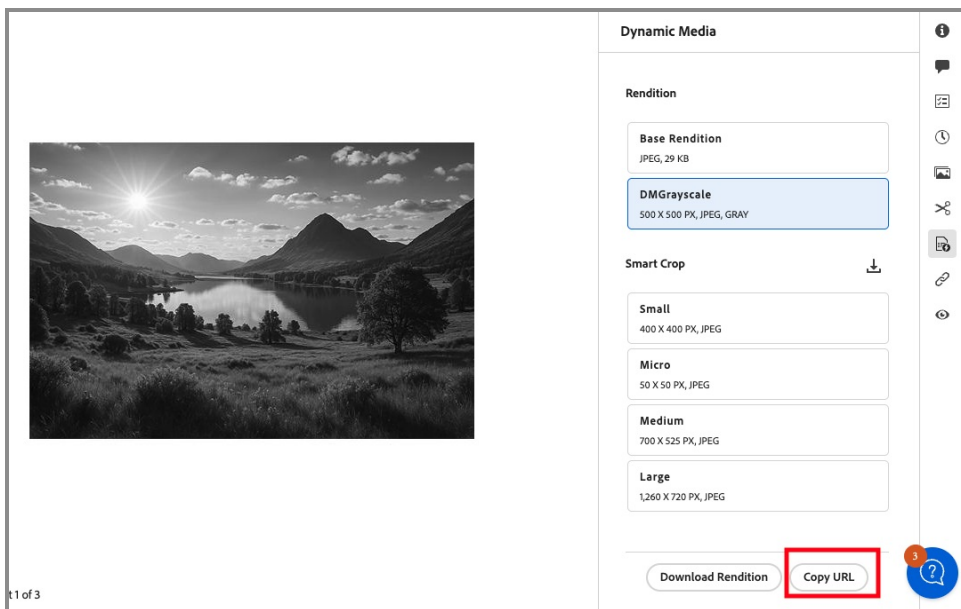 Dynamic Media
Rendition
Base Rendition
JPEG, 29 KB
DMGrayscale
500 X 500 PX, JPEG, GRAY
Smart Crop
Small
400 X 400 PX, JPEG
Micro
50 X 50 PX, JPEG
Medium
700 X 525 PX, JPEG
Large
1,260 X 720 PX, JPEG
Download Rendition
Copy URL
3
?
t 1 of 3